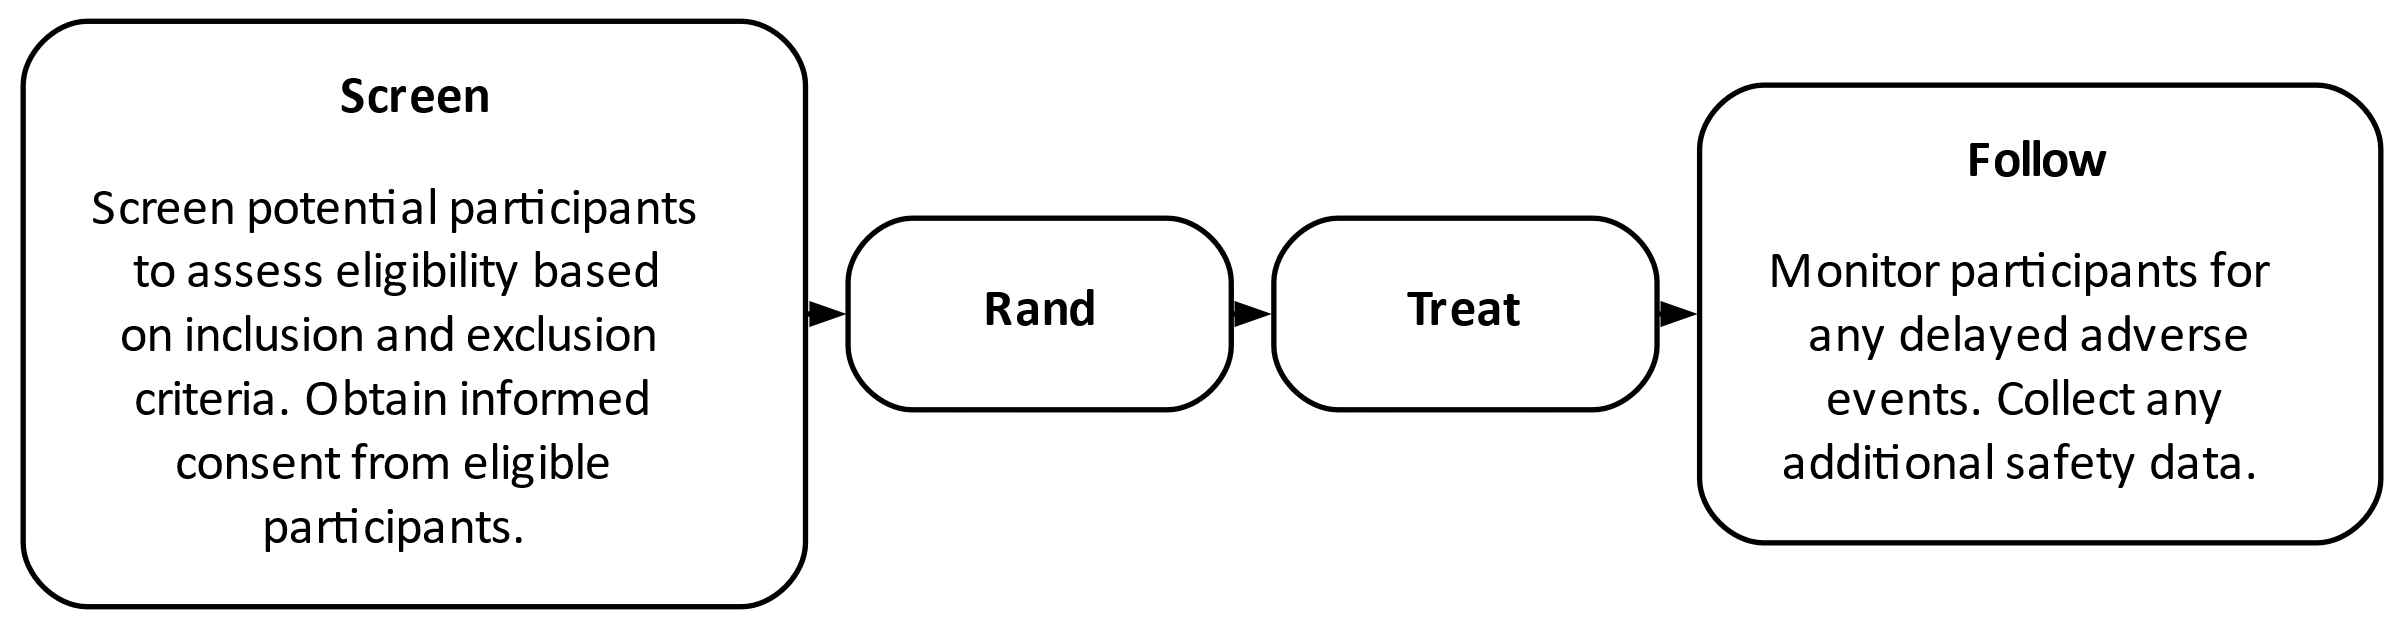 Screen
Screen potential participants
to assess eligibility based
on inclusion and exclusion
criteria. Obtain informed
consent from eligible
participants.
Rand
Treat
Follow
Monitor participants for
any delayed adverse
events. Collect any
additional safety data.